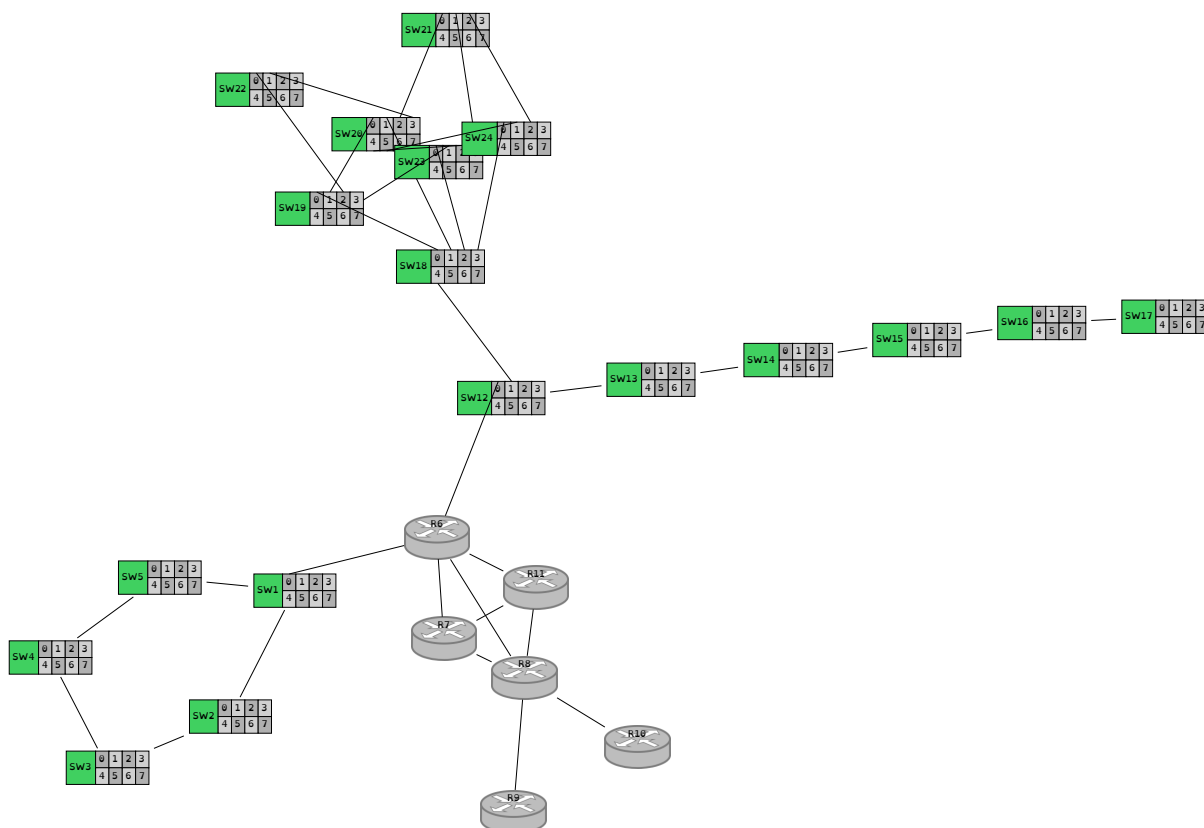 SW21 0 1 2 3
4 5 6 7
SW22 0 1 2 3
4 5 6 7
SW20 0 1 2 3
4 5 6 7
SW24 0 1 2 3
4 5 6 7
SW23 0 1
4 5 6 7
SW19 0 1 2 3
4 5 6 7
SW18 0 1 2 3
4 5 6 7
SW17 0 1 2 3
4 5 6 7
SW16 0 1 2 3
4 5 6 7
SW15 0 1 2 3
4 5 6 7
SW14 0 1 2 3
4 5 6 7
SW13 0 1 2 3
4 5 6 7
SW12 0 1 2 3
4 5 6 7
R6
R11
SW5 0 1 2 3
4 5 6 7
SW1 0 1 2 3
4 5 6 7
R7
SW4 0 1 2 3
4 5 6 7
R8
SW2 0 1 2 3
4 5 6 7
R10
SW3 0 1 2 3
4 5 6 7
R9